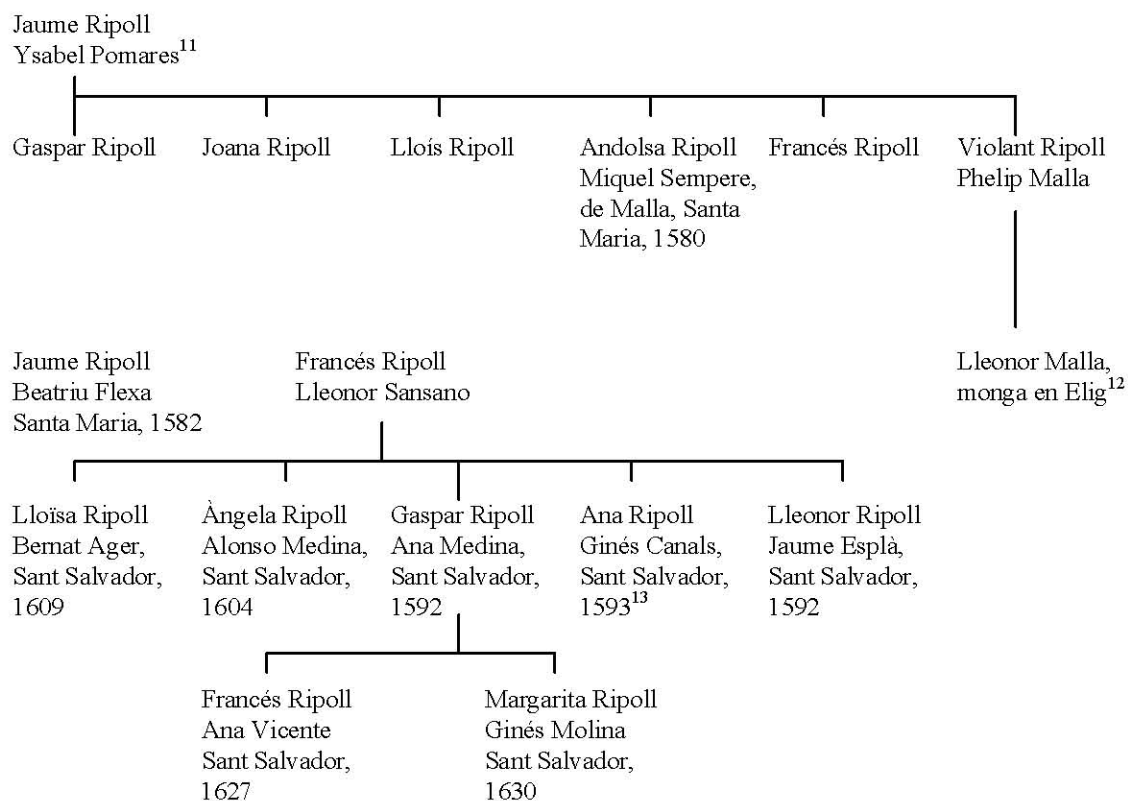 Jaume Ripoll
Ysabel Pomares¹¹
Gaspar Ripoll
Joana Ripoll
Lloís Ripoll
Andolsa Ripoll
Miquel Sempere,
de Malla, Santa
Maria, 1580
Francés Ripoll
Violant Ripoll
Phelip Malla
Jaume Ripoll
Beatriu Flexa
Santa Maria, 1582
Francés Ripoll
Lleonor Sansano
Lleonor Malla,
monga en Elig¹²
Lloïsa Ripoll
Bernat Ager,
Sant Salvador,
1609
Àngela Ripoll
Alonso Medina,
Sant Salvador,
1604
Gaspar Ripoll
Ana Medina,
Sant Salvador,
1592
Ana Ripoll
Ginés Canals,
Sant Salvador,
1593¹³
Lleonor Ripoll
Jaume Esplà,
Sant Salvador,
1592
Francés Ripoll
Ana Vicente
Sant Salvador,
1627
Margarita Ripoll
Ginés Molina
Sant Salvador,
1630